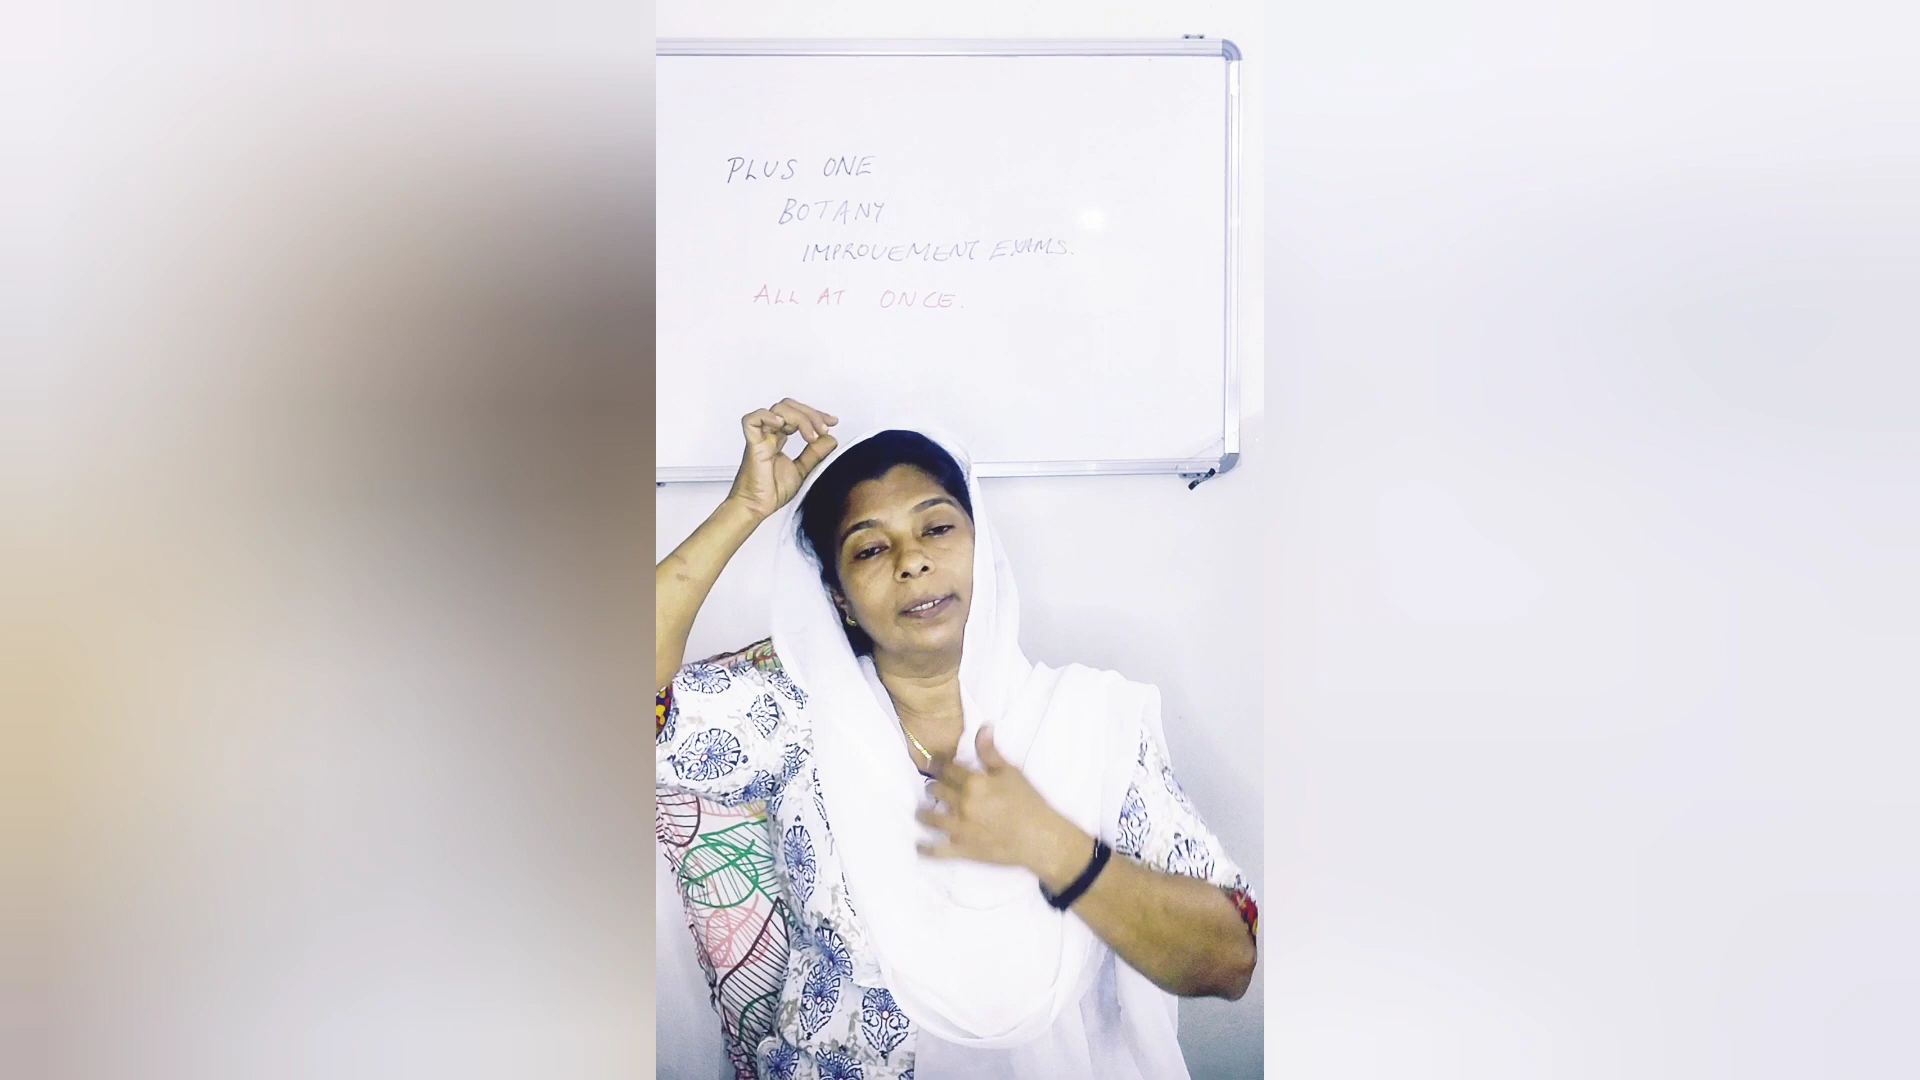 PLUS ONE
BOTANY
IMPROVEMENT EXAMS.
ALL AT ONCE.